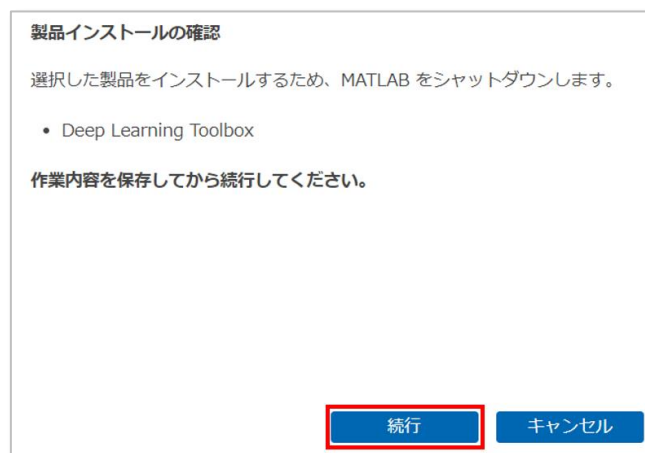 製品インストールの確認
選択した製品をインストールするため、MATLAB をシャットダウンします。
• Deep Learning Toolbox
作業内容を保存してから続行してください。
続行
キャンセル